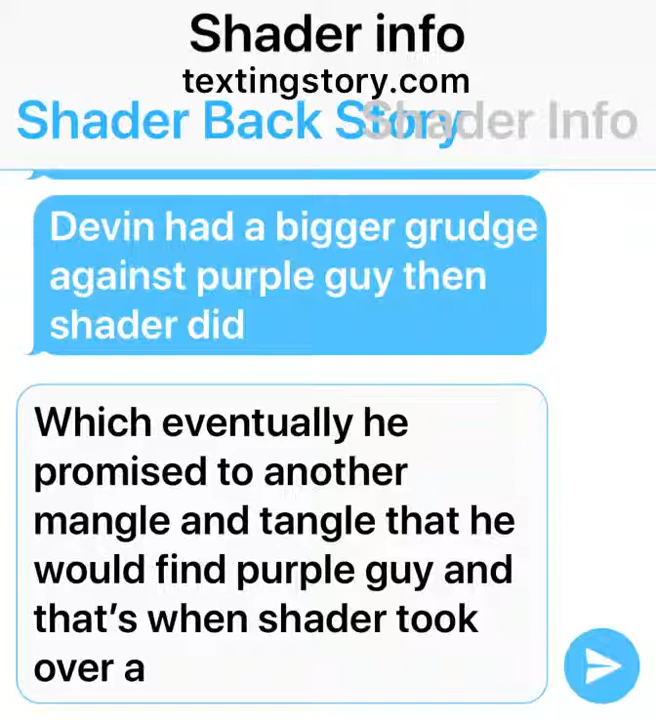 Shader info
textingstory.com
Shader Back Story Shader Info
Devin had a bigger grudge
against purple guy then
shader did
Which eventually he
promised to another
mangle and tangle that he
would find purple guy and
that's when shader took
over a